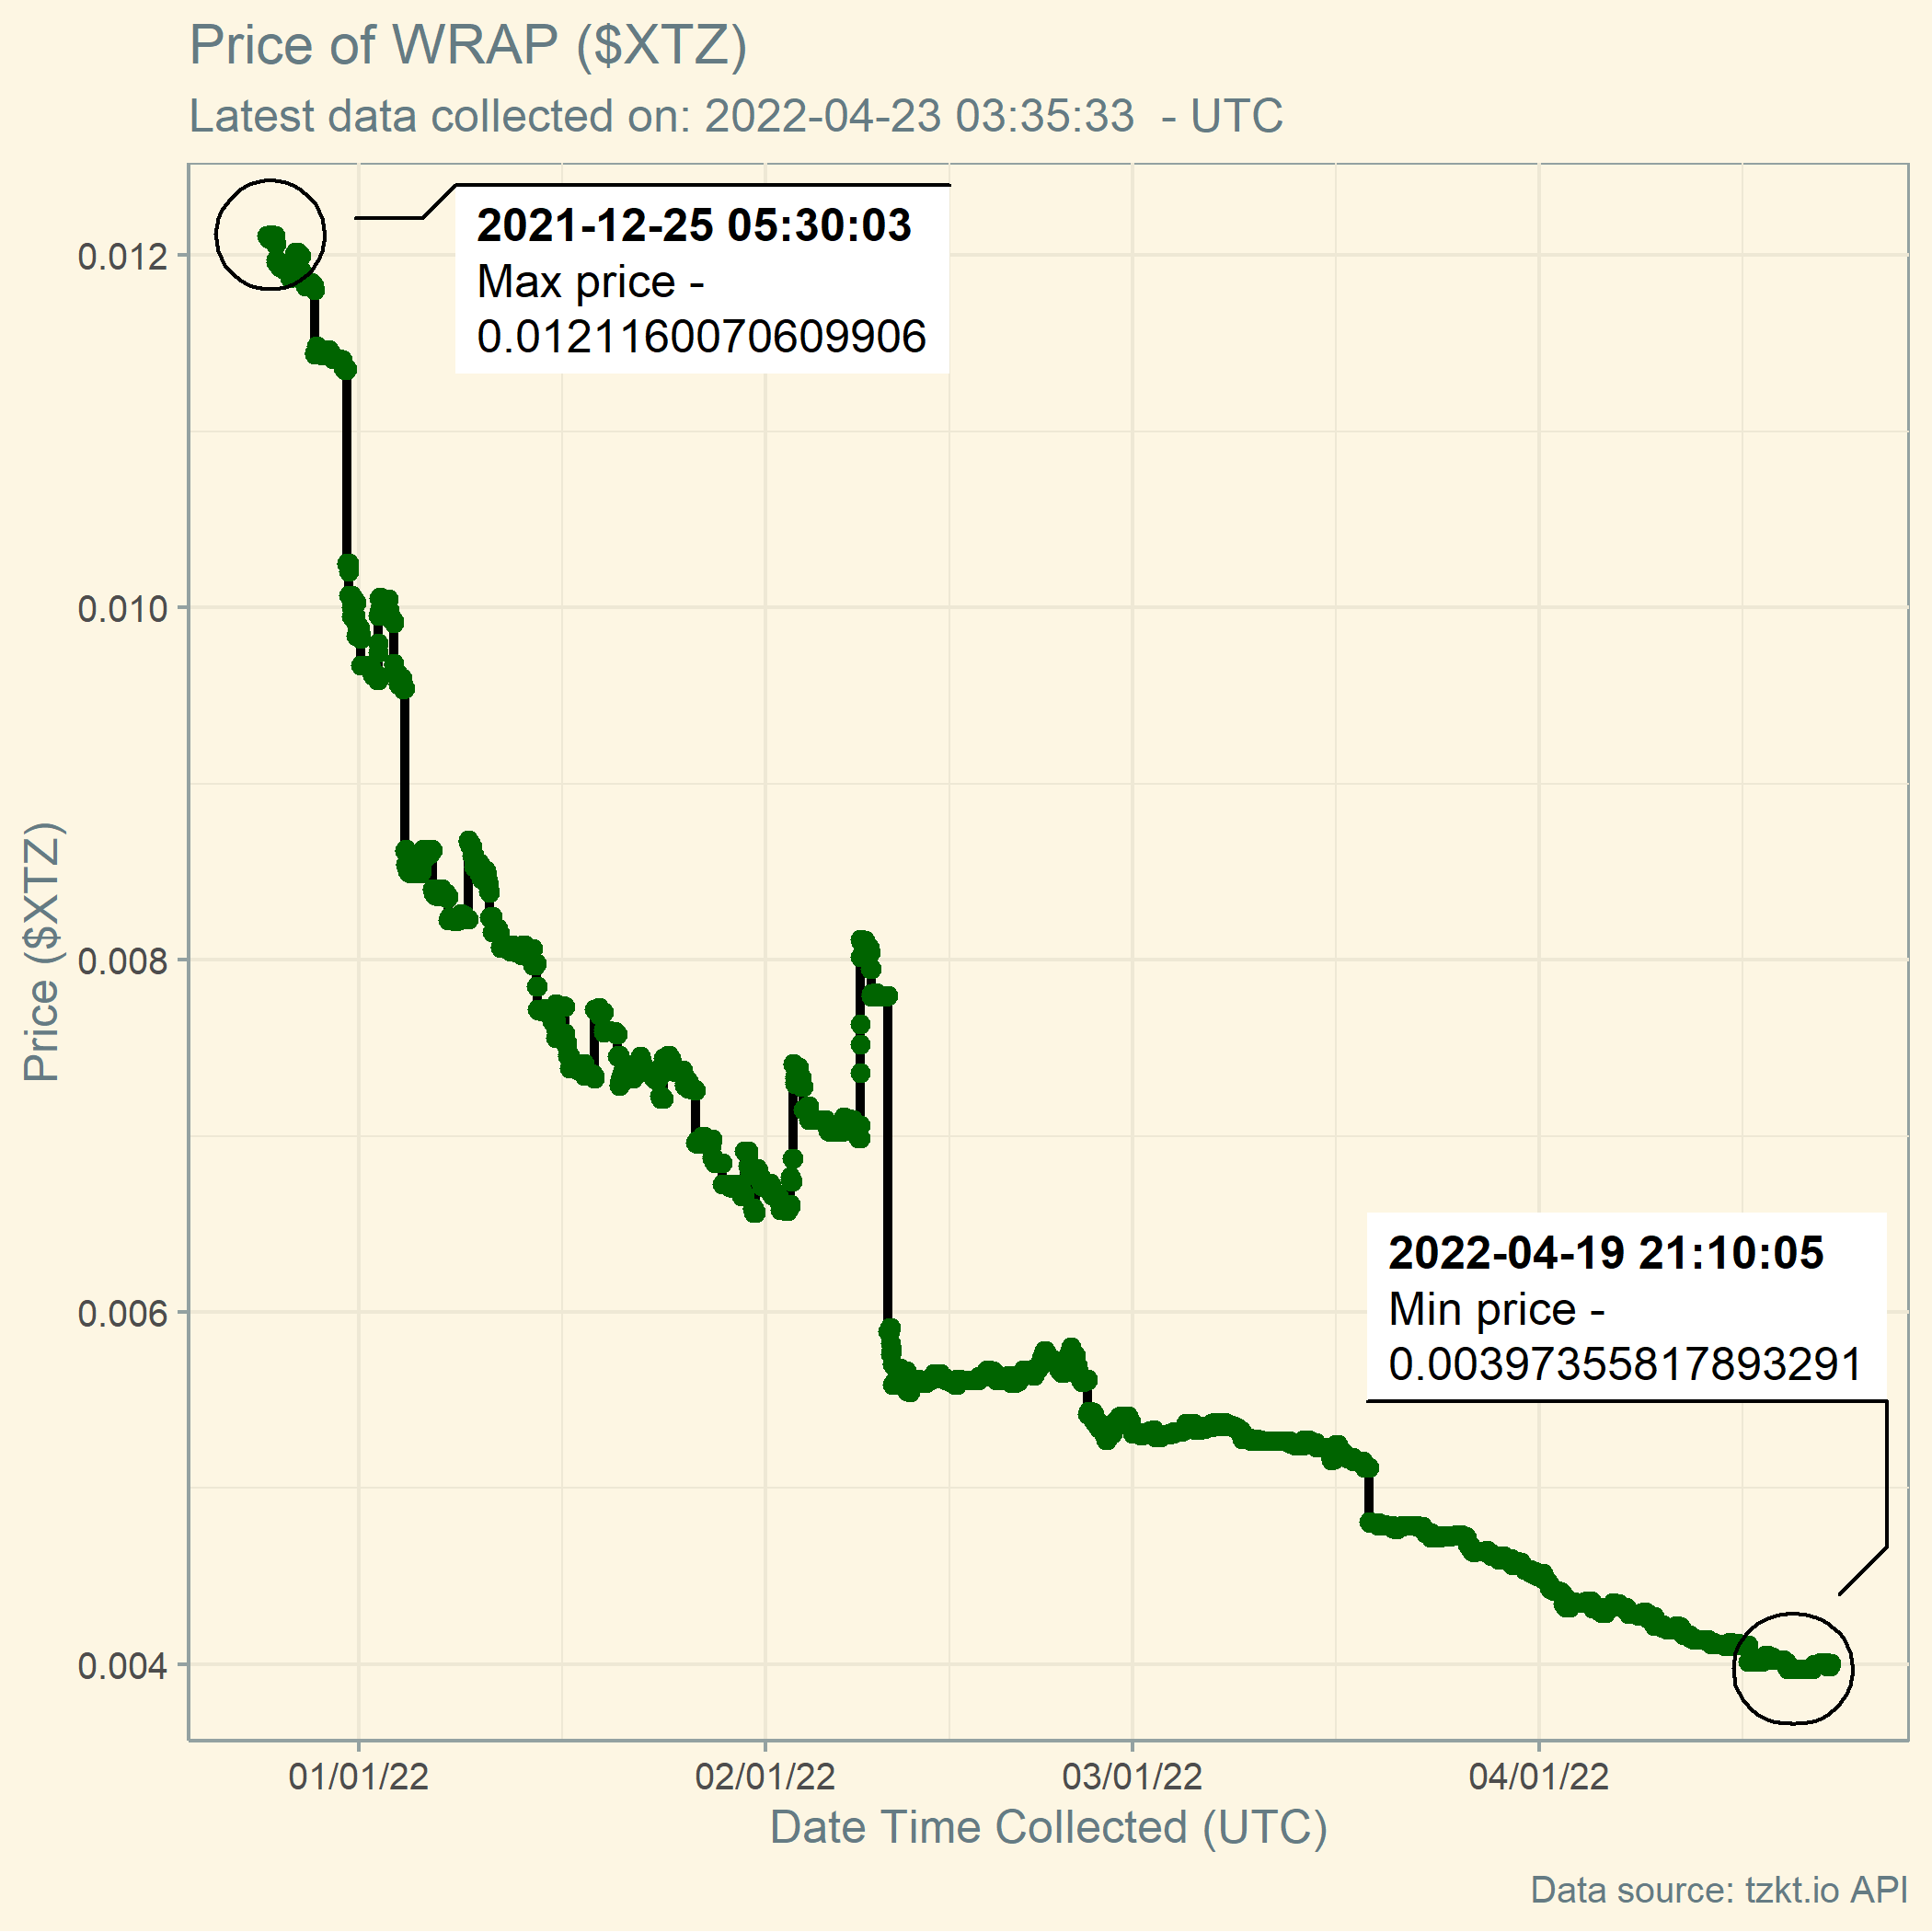 Price of WRAP ($XTZ)
Latest data collected on: 2022-04-23 03:35:33  - UTC
2021-12-25 05:30:03
Max price -
0.0121160070609906
0.012
0.010
0.008
0.006
0.004
Price ($XTZ)
2022-04-19 21:10:05
Min price -
0.00397355817893291
01/01/22
02/01/22
03/01/22
04/01/22
Date Time Collected (UTC)
Data source: tzkt.io API